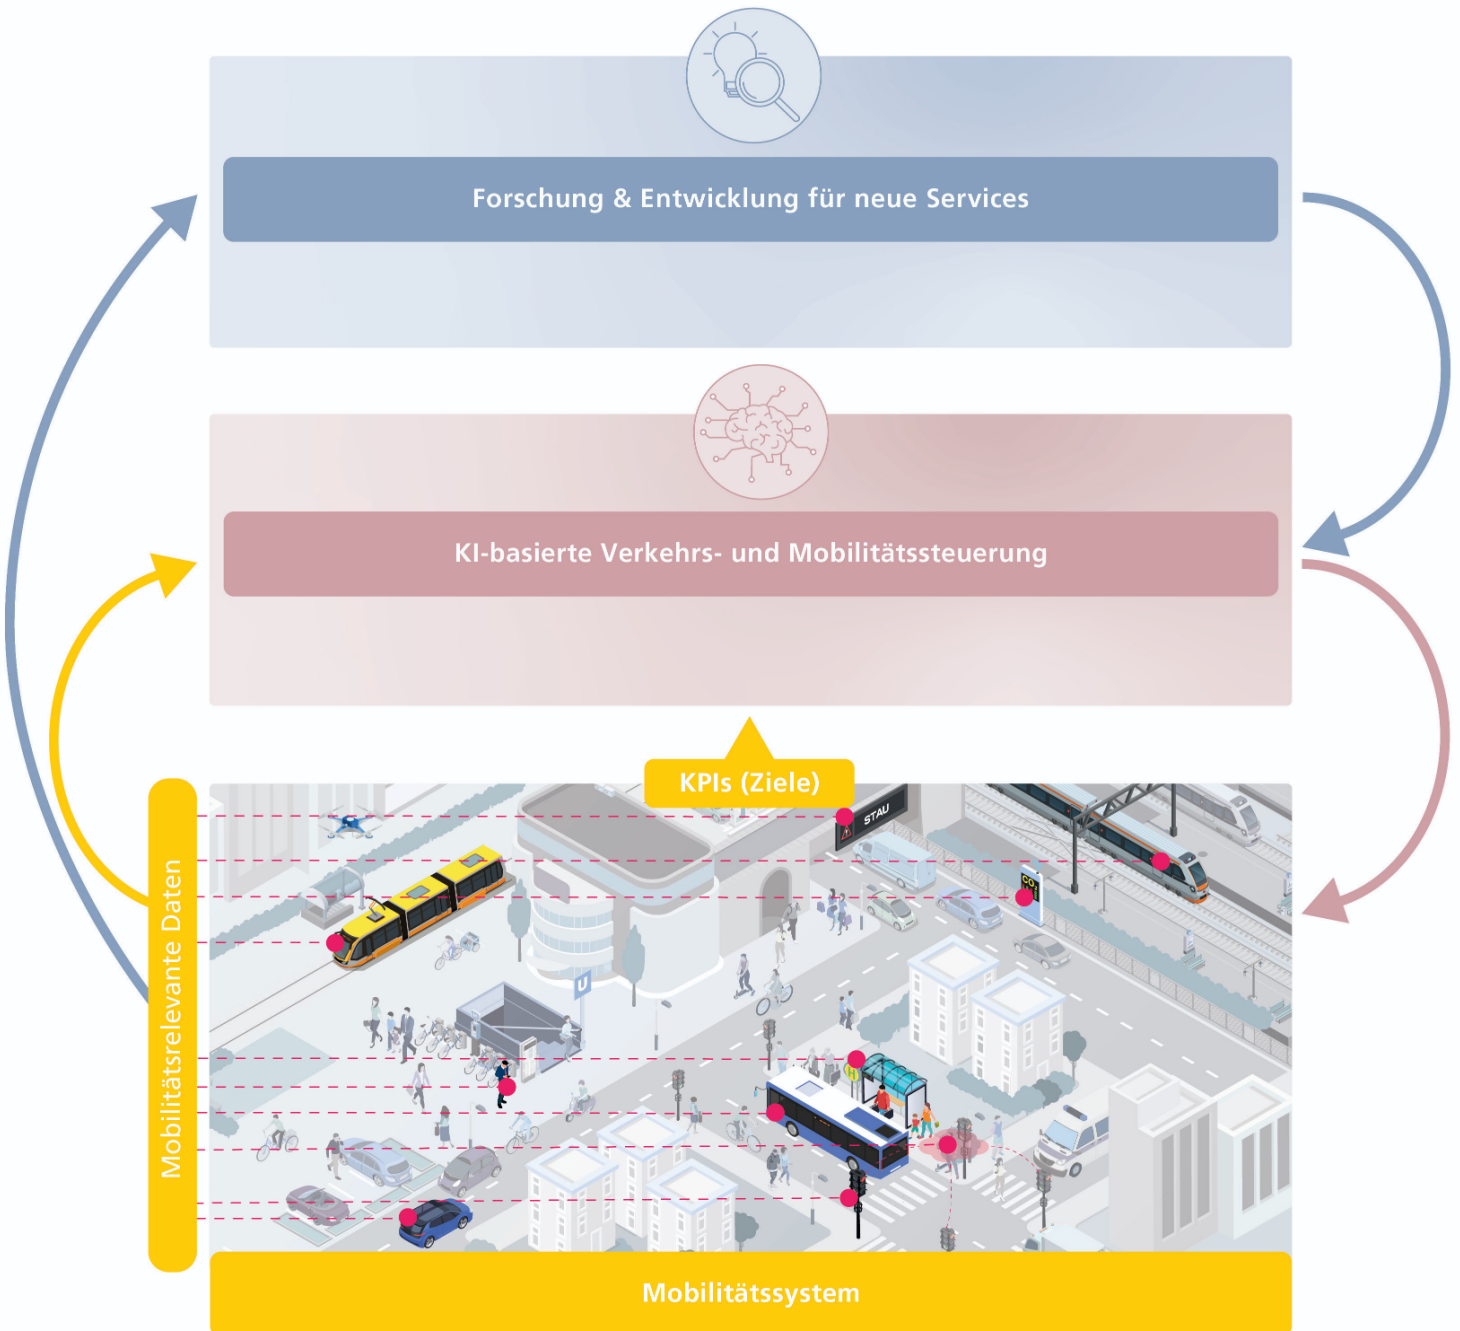 Forschung & Entwicklung für neue Services
KI-basierte Verkehrs- und Mobilitätssteuerung
KPIs (Ziele)
STAU
CO₂
U
H
Mobilitätsrelevante Daten
Mobilitätssystem